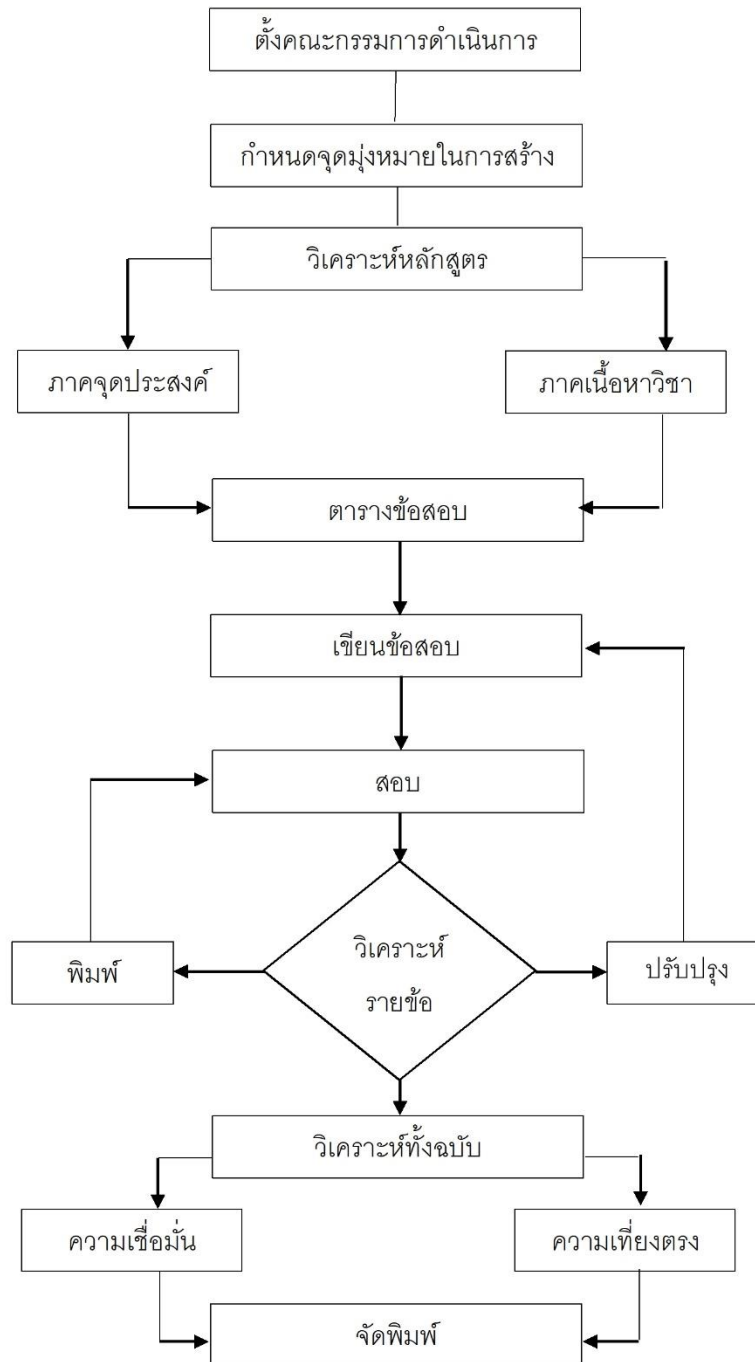 ตั้งคณะกรรมการดำเนินการ
กำหนดจุดมุ่งหมายในการสร้าง
วิเคราะห์หลักสูตร
ภาคจุดประสงค์
ภาคเนื้อหาวิชา
ตารางข้อสอบ
เขียนข้อสอบ
สอบ
พิมพ์
วิเคราะห์
รายข้อ
ปรับปรุง
วิเคราะห์ทั้งฉบับ
ความเชื่อมั่น
ความเที่ยงตรง
จัดพิมพ์